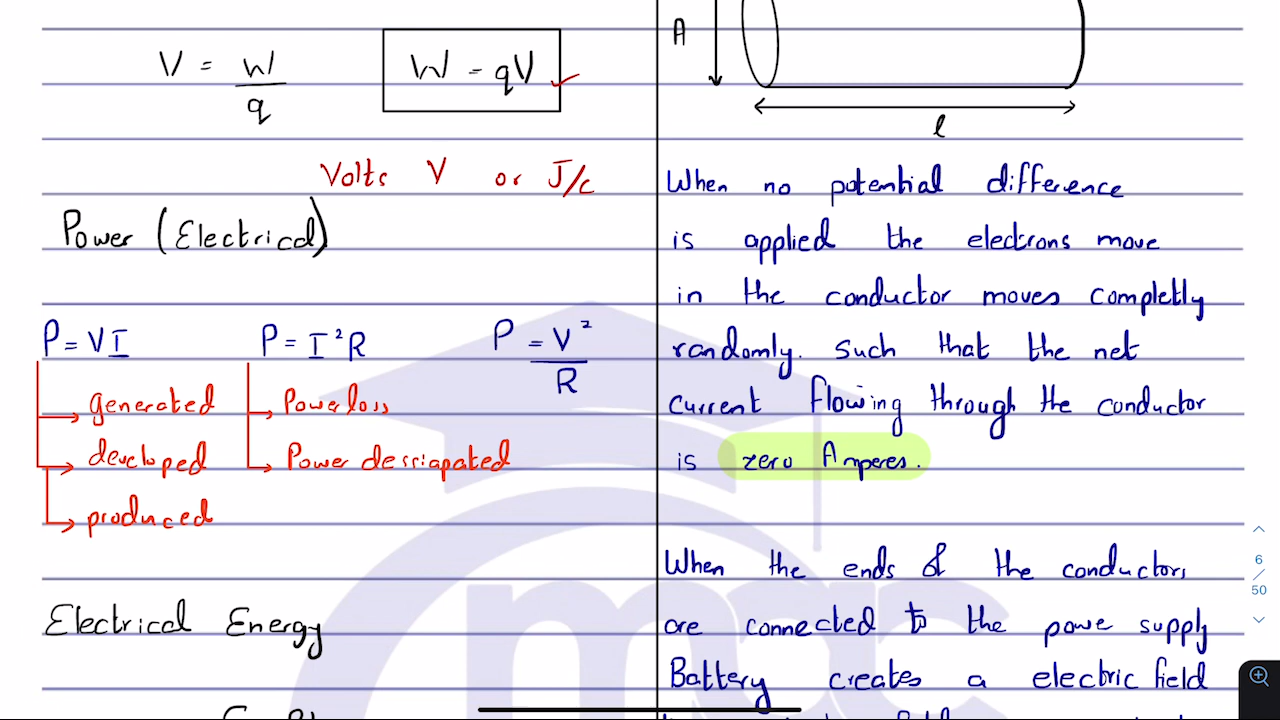 V = W/q
W = qV
Volts V or J/c
Power (Electrical)
P = VI
P = I²R
P = V²/R
generated
developed
produced
Power loss
Power dessiapated
Electrical Energy
A
l
When no potential difference
is applied the electrons move
in the conductor moves completly
randomly. such that the net
current flowing through the conductor
is zero Amperes.
When the ends of the conductors
are connected to the powe supply
Battery creates a electric field
6
/
50